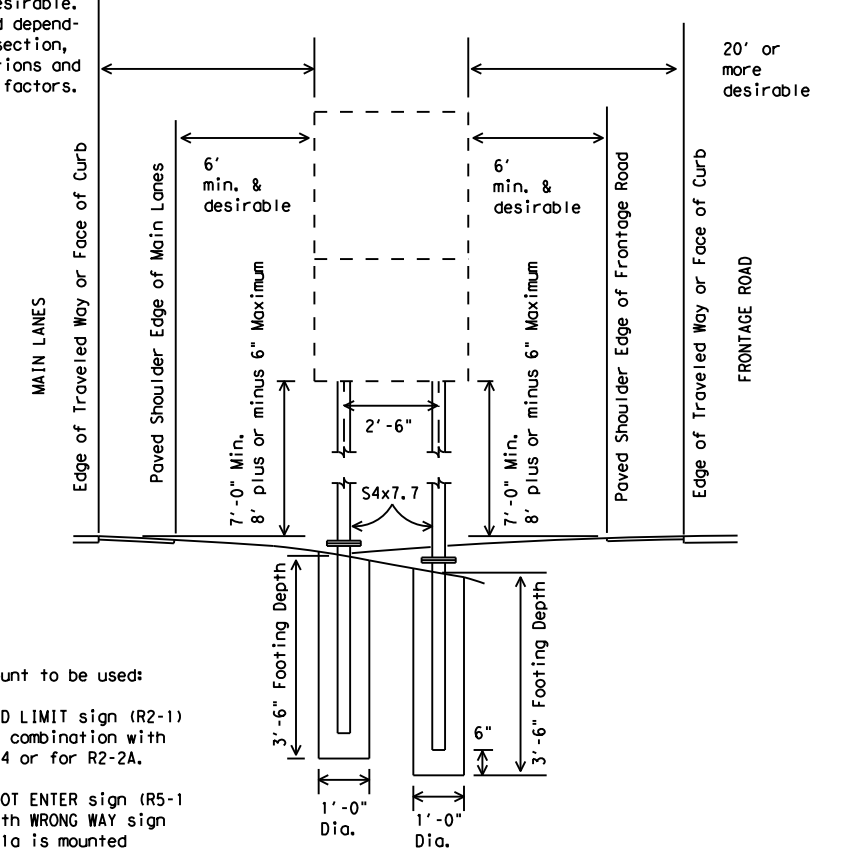 esirable.
d depend-
section,
tions and
factors.
20' or
more
desirable
6'
min. &
desirable
6'
min. &
desirable
MAIN LANES
Edge of Traveled Way or Face of Curb
Paved Shoulder Edge of Main Lanes
7'-0" Min.
8' plus or minus 6" Maximum
2'-6"
S4x7.7
7'-0" Min.
8' plus or minus 6" Maximum
Paved Shoulder Edge of Frontage Road
Edge of Traveled Way or Face of Curb
FRONTAGE ROAD
3'-6" Footing Depth
3'-6" Footing Depth
6"
1'-0"
Dia.
1'-0"
Dia.
unt to be used:
D LIMIT sign (R2-1)
combination with
4 or for R2-2A.
OT ENTER sign (R5-1
th WRONG WAY sign
1a is mounted